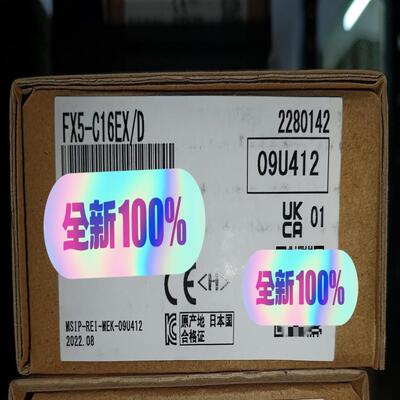 FX5-C16EX/D
2280142
09U412
UK
CA 01
全新100%
全新100%
CE <H>
MSIP-REI-MEK-09U412
2022.08
原产地 日本国
合格证